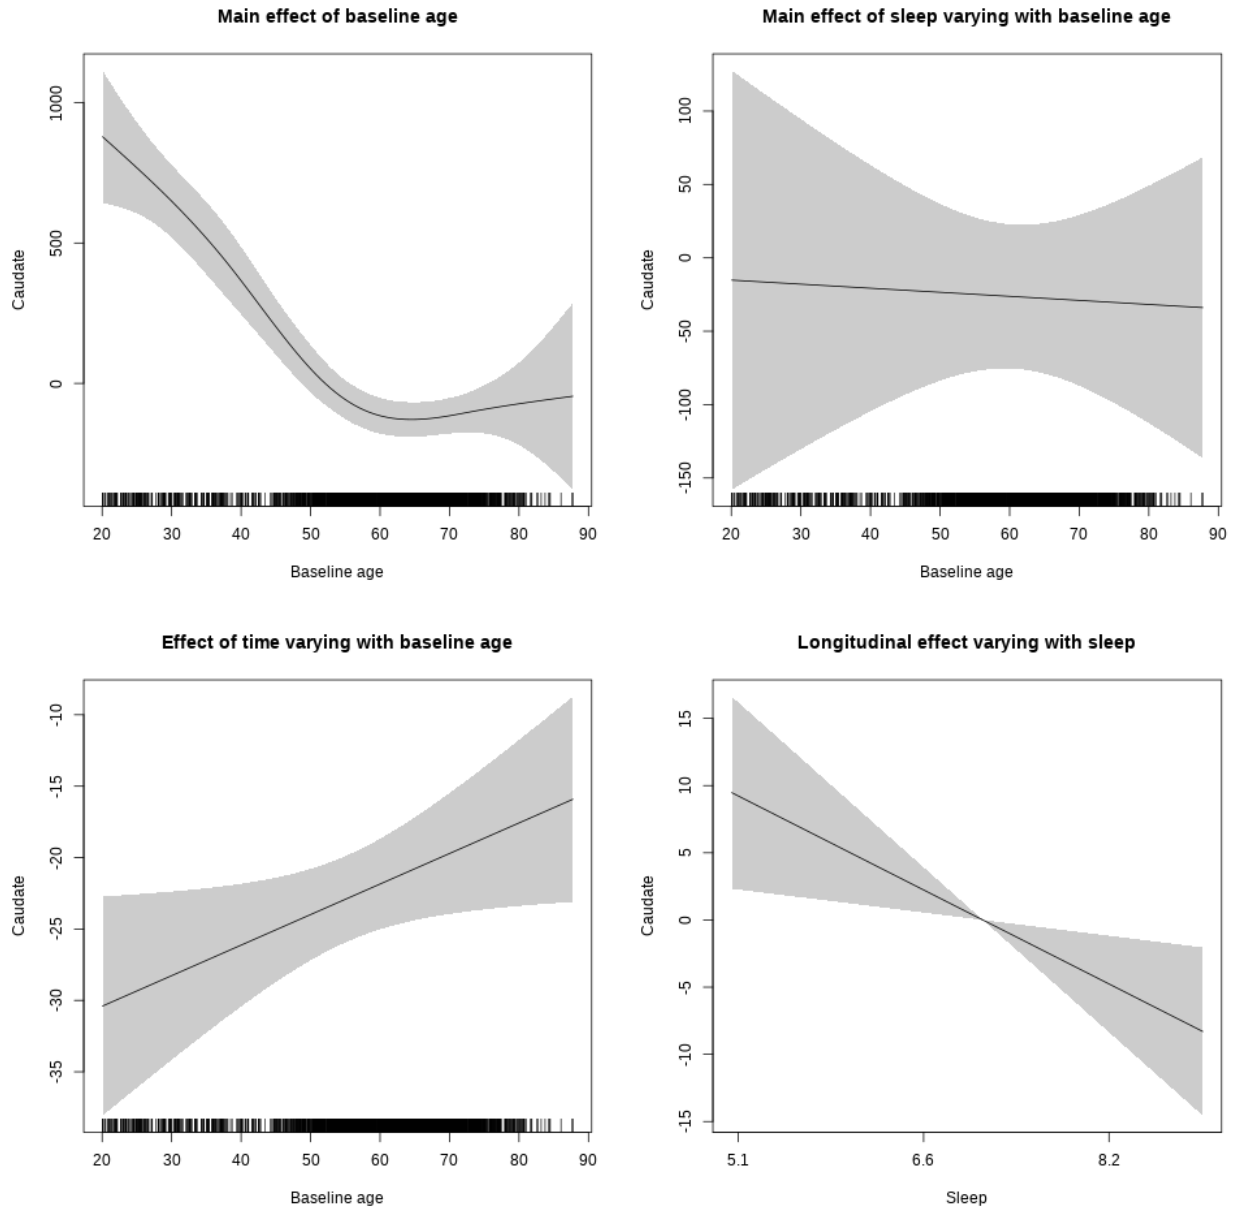 Main effect of baseline age
Caudate
1000
500
0
20 30 40 50 60 70 80 90
Baseline age
Main effect of sleep varying with baseline age
Caudate
100
50
0
-50
-100
-150
20 30 40 50 60 70 80 90
Baseline age
Effect of time varying with baseline age
Caudate
-10
-15
-20
-25
-30
-35
20 30 40 50 60 70 80 90
Baseline age
Longitudinal effect varying with sleep
Caudate
15
10
5
0
-5
-10
-15
5.1 6.6 8.2
Sleep